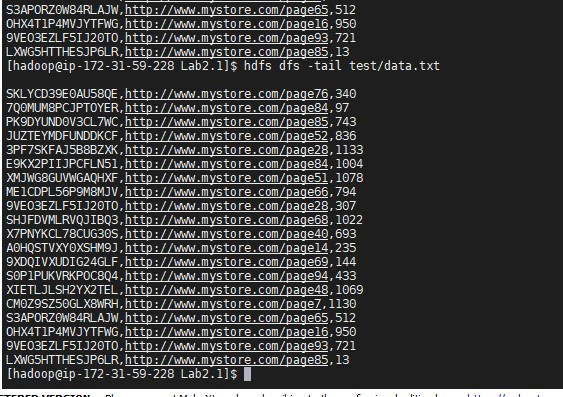 S3APORZ0W84RLAJW,http://www.mystore.com/page65,512
OHX4T1P4MVJYTFWG,http://www.mystore.com/page16,950
9VEO3EZLF5IJ20TO,http://www.mystore.com/page93,721
LXWG5HTTHESJP6LR,http://www.mystore.com/page85,13
[hadoop@ip-172-31-59-228 Lab2.1]$ hdfs dfs -tail test/data.txt
SKLYCD39E0AU58QE,http://www.mystore.com/page76,340
7Q0MUM8PCJPTOYER,http://www.mystore.com/page84,97
PK9DYUND0V3CL7WC,http://www.mystore.com/page85,743
JUZTEYMDFUNDDKCF,http://www.mystore.com/page52,836
3PF7SKFAJ5B8BZXK,http://www.mystore.com/page28,1133
E9KX2PIIJPCFLN51,http://www.mystore.com/page84,1004
XMJWG8GUVWGAQHXF,http://www.mystore.com/page51,1078
ME1CDPL56P9M8MJV,http://www.mystore.com/page66,794
9VEO3EZLF5IJ20TO,http://www.mystore.com/page28,307
SHJFDVMLRVQJIBQ3,http://www.mystore.com/page68,1022
X7PNYKCL78CUG30S,http://www.mystore.com/page40,693
A0HQSTVXY0XSHM9J,http://www.mystore.com/page14,235
9XDQIVXUDIG24GLF,http://www.mystore.com/page69,144
S0P1PUKVRKPOC8Q4,http://www.mystore.com/page94,433
XIETLJLSH2YX2TEL,http://www.mystore.com/page48,1069
CM0Z9SZ50GLX8WRH,http://www.mystore.com/page7,1130
S3APORZ0W84RLAJW,http://www.mystore.com/page65,512
OHX4T1P4MVJYTFWG,http://www.mystore.com/page16,950
9VEO3EZLF5IJ20TO,http://www.mystore.com/page93,721
LXWG5HTTHESJP6LR,http://www.mystore.com/page85,13
[hadoop@ip-172-31-59-228 Lab2.1]$